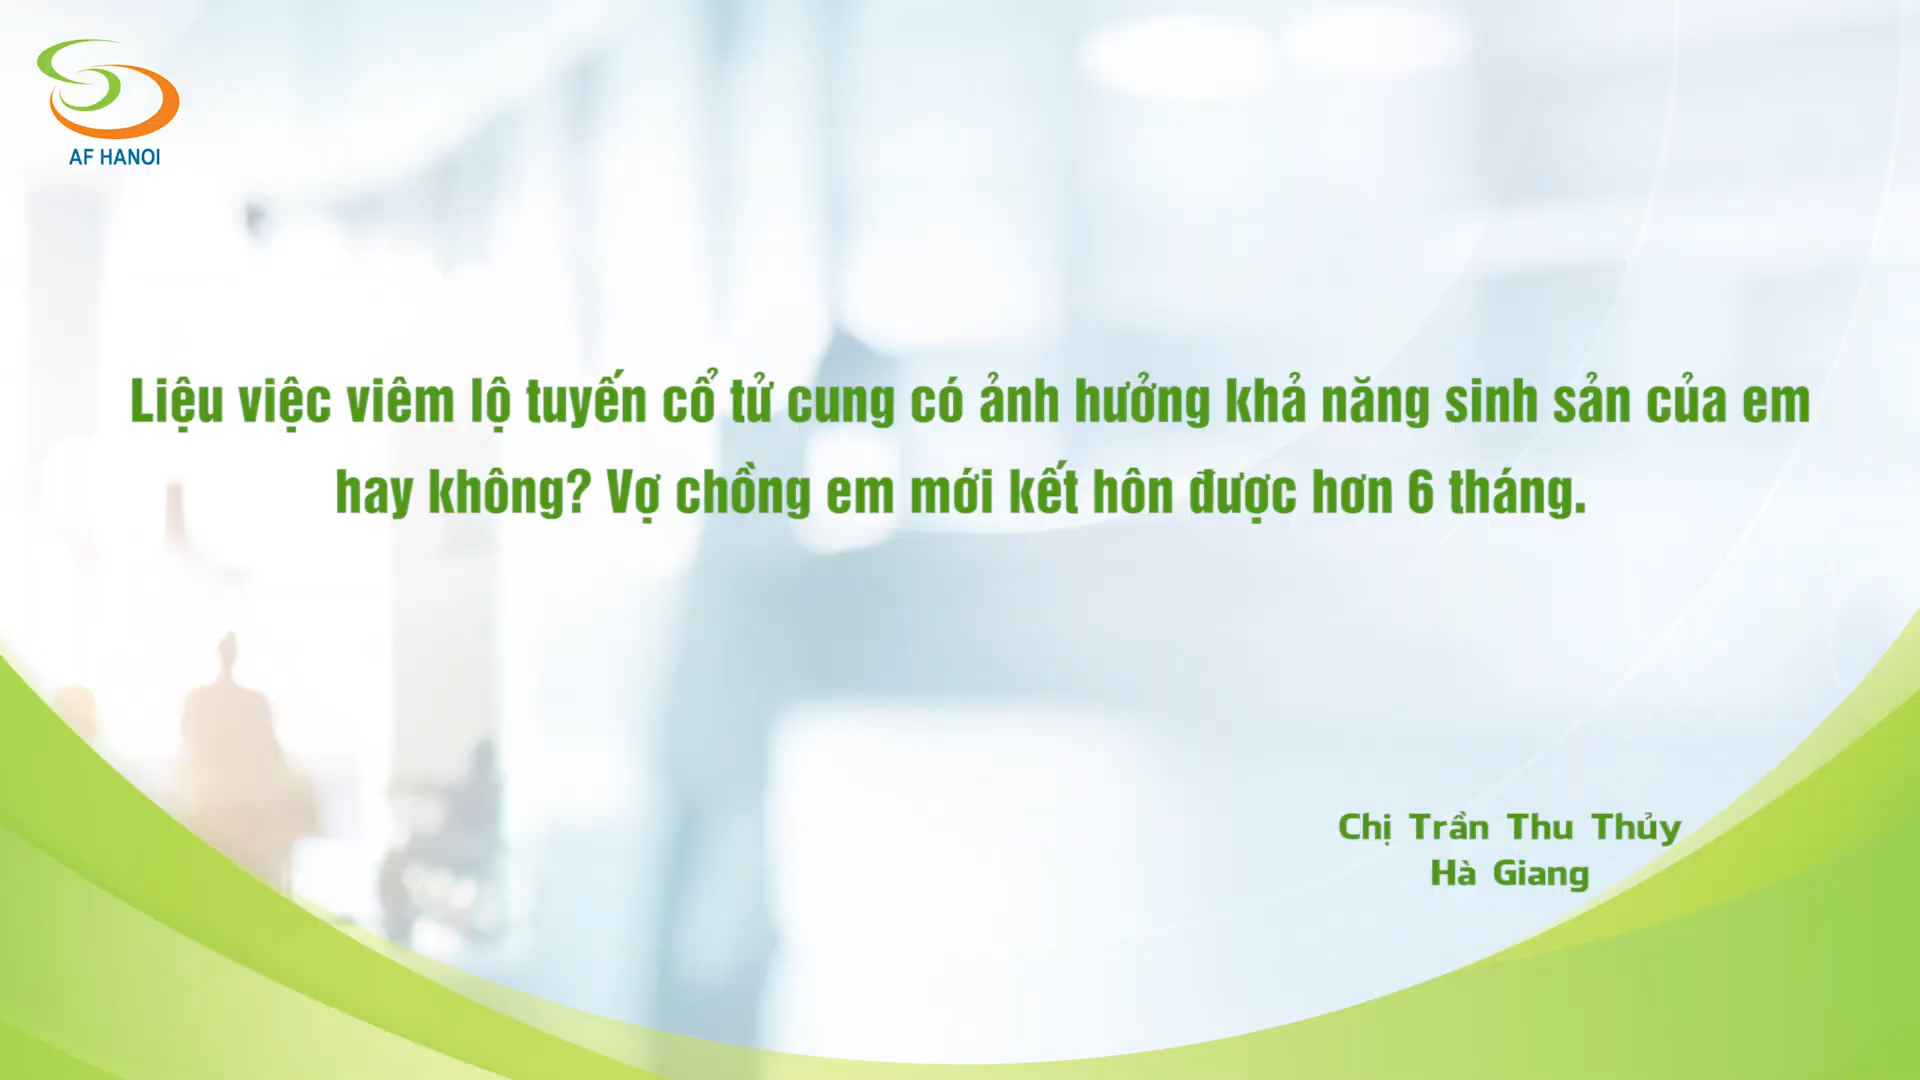 AF HANOI
Liệu việc viêm lộ tuyến cổ tử cung có ảnh hưởng khả năng sinh sản của em
hay không? Vợ chồng em mới kết hôn được hơn 6 tháng.
Chị Trần Thu Thủy
Hà Giang